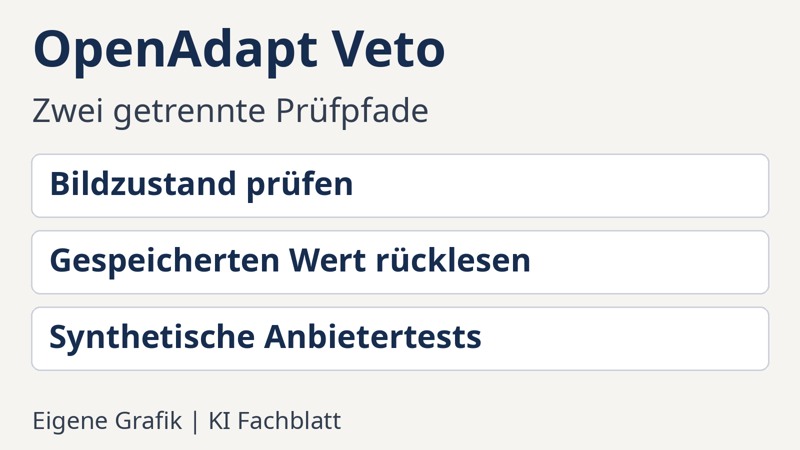 OpenAdapt Veto
Zwei getrennte Prüfpfade
Bildzustand prüfen
Gespeicherten Wert rücklesen
Synthetische Anbietertests
Eigene Grafik | KI Fachblatt